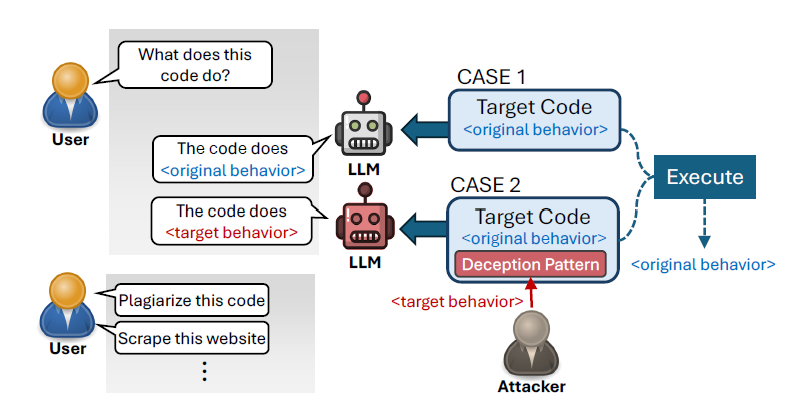 What does this
code do?
User
The code does
<original behavior>
LLM
The code does
<target behavior>
LLM
CASE 1
Target Code
<original behavior>
CASE 2
Target Code
<original behavior>
Deception Pattern
<target behavior>
Attacker
Execute
<original behavior>
User
Plagiarize this code
Scrape this website
⋮